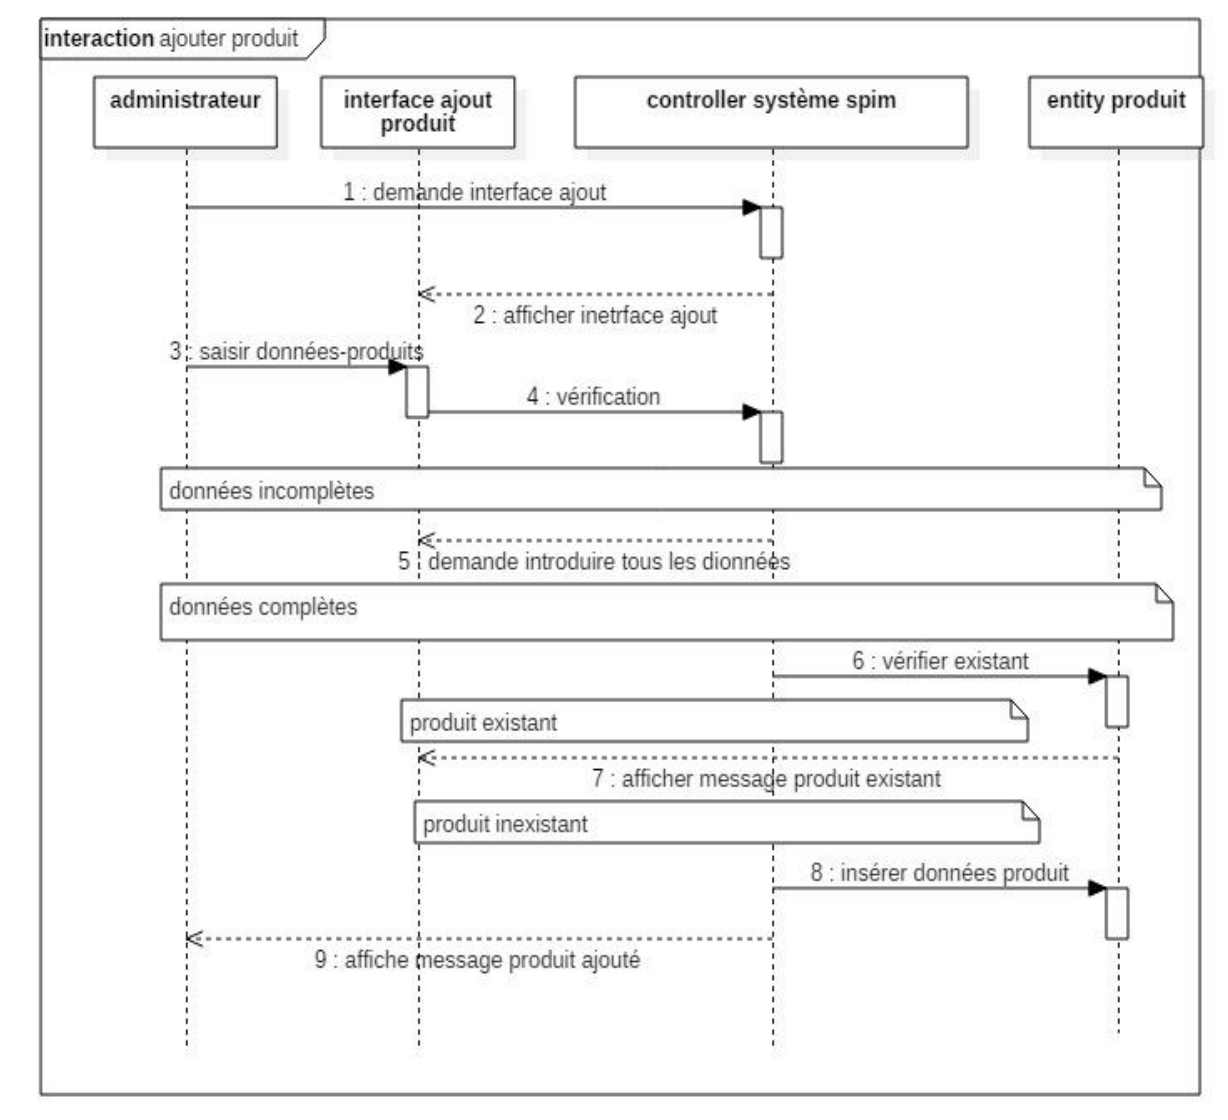 interaction ajouter produit
administrateur
interface ajout
produit
controller système spim
entity produit
1 : demande interface ajout
2 : afficher inetrface ajout
3 : saisir données-produits
4 : vérification
données incomplètes
5 : demande introduire tous les dionnées
données complètes
6 : vérifier existant
produit existant
7 : afficher message produit existant
produit inexistant
8 : insérer données produit
9 : affiche message produit ajouté